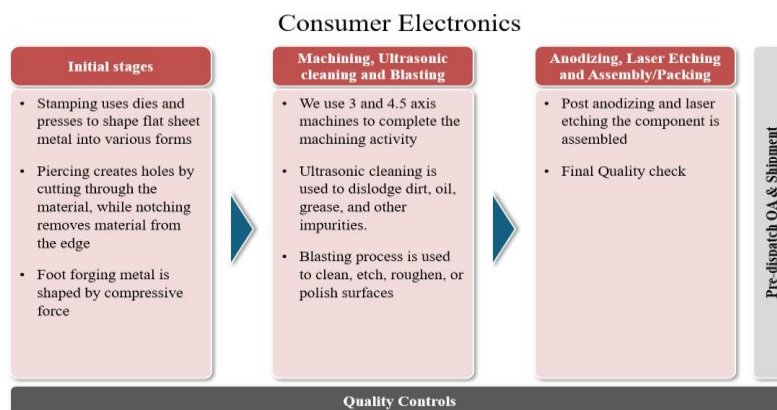 Consumer Electronics
Initial stages
• Stamping uses dies and
presses to shape flat sheet
metal into various forms
• Piercing creates holes by
cutting through the
material, while notching
removes material from
the edge
• Foot forging metal is
shaped by compressive
force
Machining, Ultrasonic
cleaning and Blasting
• We use 3 and 4.5 axis
machines to complete the
machining activity
• Ultrasonic cleaning is
used to dislodge dirt, oil,
grease, and other
impurities.
• Blasting process is used
to clean, etch, roughen, or
polish surfaces
Anodizing, Laser Etching
and Assembly/Packing
• Post anodizing and laser
etching the component is
assembled
• Final Quality check
Pre-dispatch QA & Shipment
Quality Controls